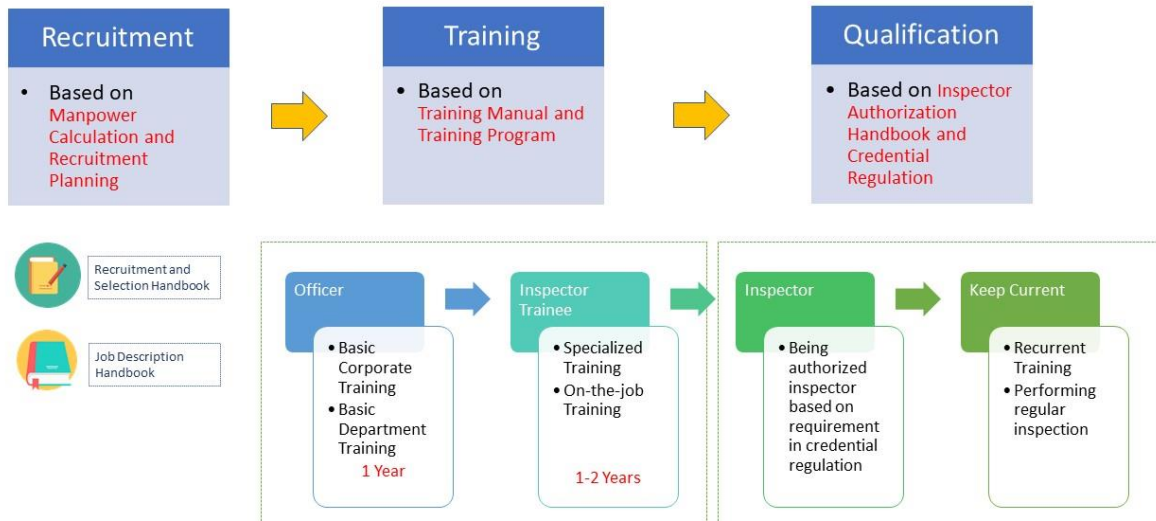 Recruitment
• Based on
Manpower
Calculation and
Recruitment
Planning
Training
• Based on
Training Manual and
Training Program
Qualification
• Based on Inspector
Authorization
Handbook and
Credential
Regulation
Recruitment and
Selection Handbook
Job Description
Handbook
Officer
• Basic
Corporate
Training
• Basic
Department
Training
1 Year
Inspector
Trainee
• Specialized
Training
• On-the-job
Training
1-2 Years
Inspector
• Being
authorized
inspector
based on
requirement
in credential
regulation
Keep Current
• Recurrent
Training
• Performing
regular
inspection